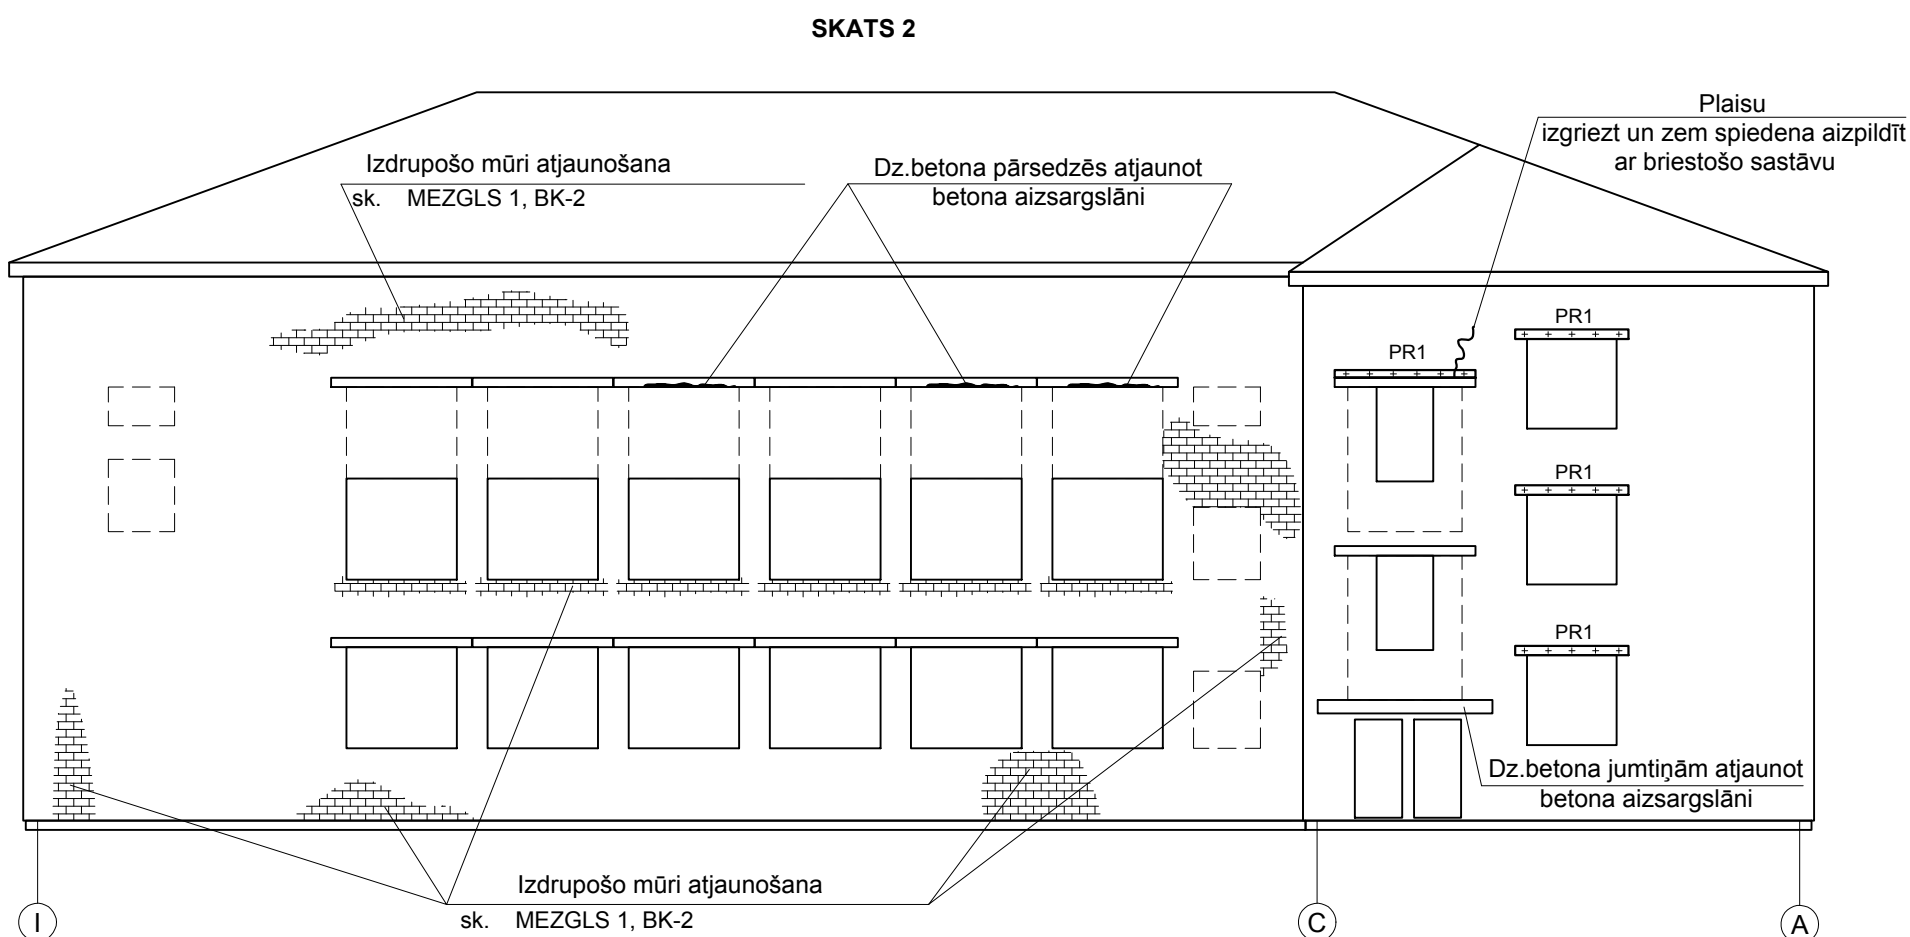 SKATS 2
Plaisu
izgriezt un zem spiedena aizpildīt
ar briestošo sastāvu
Izdrupošo mūri atjaunošana
sk. MEZGLS 1, BK-2
Dz.betona pārsedzēs atjaunot
betona aizsargslāni
PR1
PR1
PR1
PR1
Dz.betona jumtiņām atjaunot
betona aizsargslāni
Izdrupošo mūri atjaunošana
sk. MEZGLS 1, BK-2
I
C
A